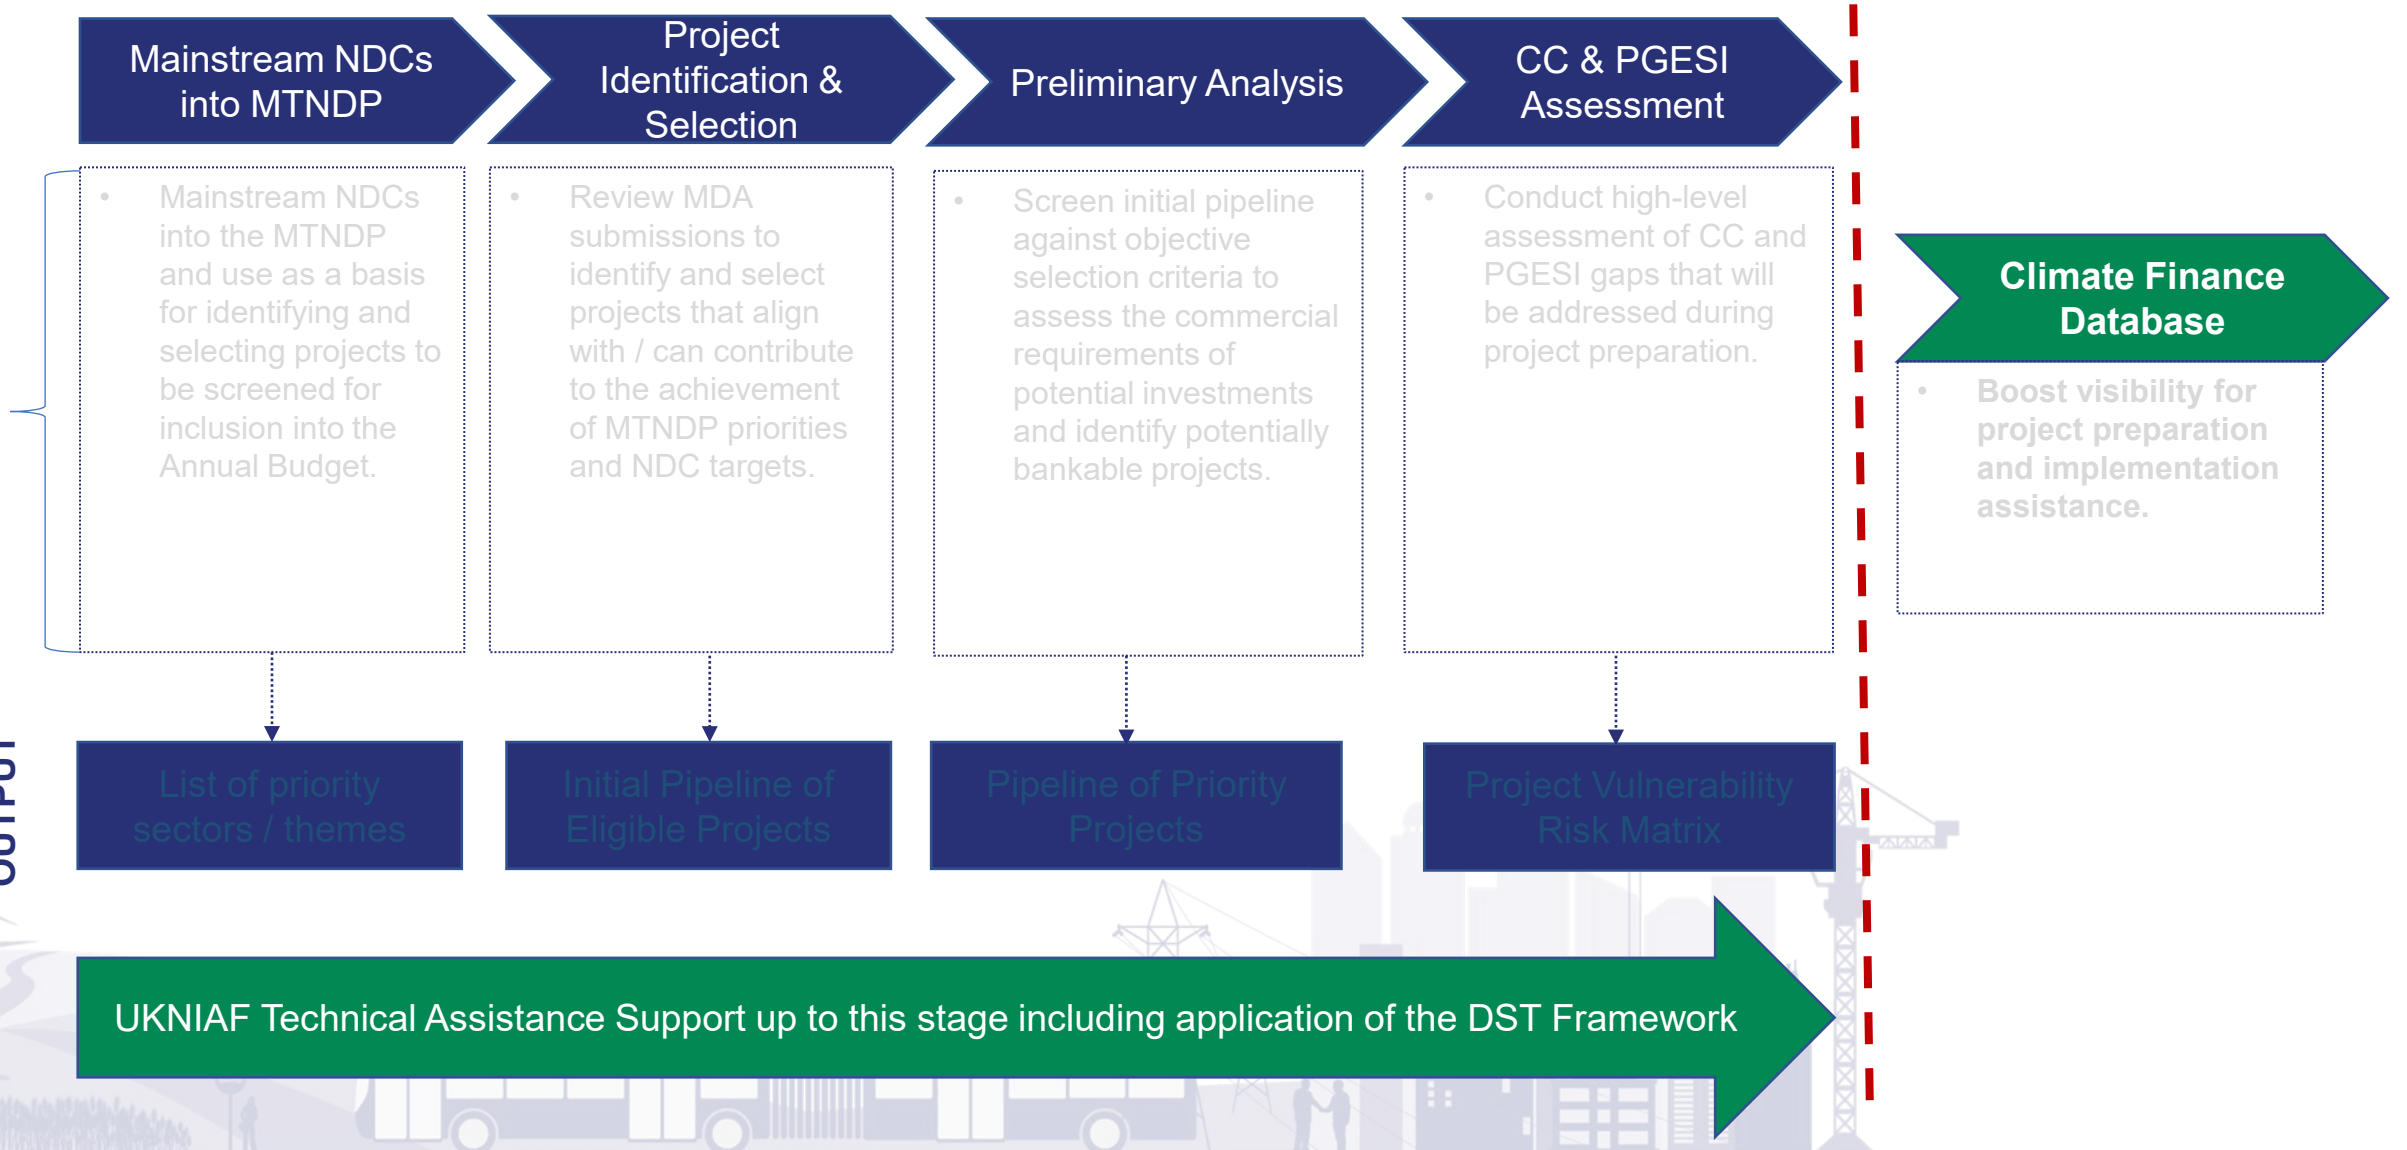 Mainstream NDCs
into MTNDP
Project
Identification &
Selection
Preliminary Analysis
CC & PGESI
Assessment
• Mainstream NDCs
into the MTNDP
and use as a basis
for identifying and
selecting projects to
be screened for
inclusion into the
Annual Budget.
• Review MDA
submissions to
identify and select
projects that align
with / can contribute
to the achievement
of MTNDP priorities
and NDC targets.
• Screen initial pipeline
against objective
selection criteria to
assess the commercial
requirements of
potential investments
and identify potentially
bankable projects.
• Conduct high-level
assessment of CC and
PGESI gaps that will
be addressed during
project preparation.
Climate Finance
Database
• Boost visibility for
project preparation
and implementation
assistance.
OUTPUT
List of priority
sectors / themes
Initial Pipeline of
Eligible Projects
Pipeline of Priority
Projects
Project Vulnerability
Risk Matrix
UKNIAF Technical Assistance Support up to this stage including application of the DST Framework